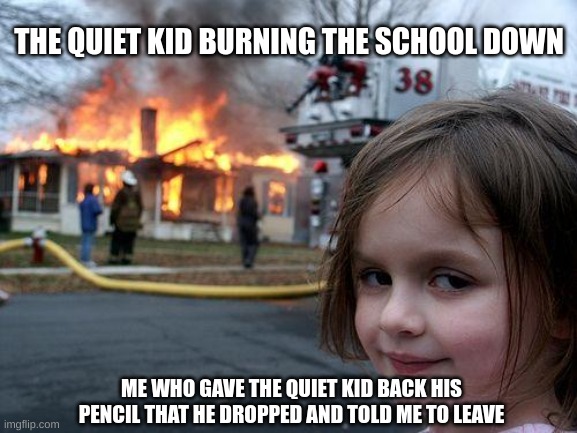 THE QUIET KID BURNING THE SCHOOL DOWN
38
ME WHO GAVE THE QUIET KID BACK HIS
PENCIL THAT HE DROPPED AND TOLD ME TO LEAVE
imgflip.com